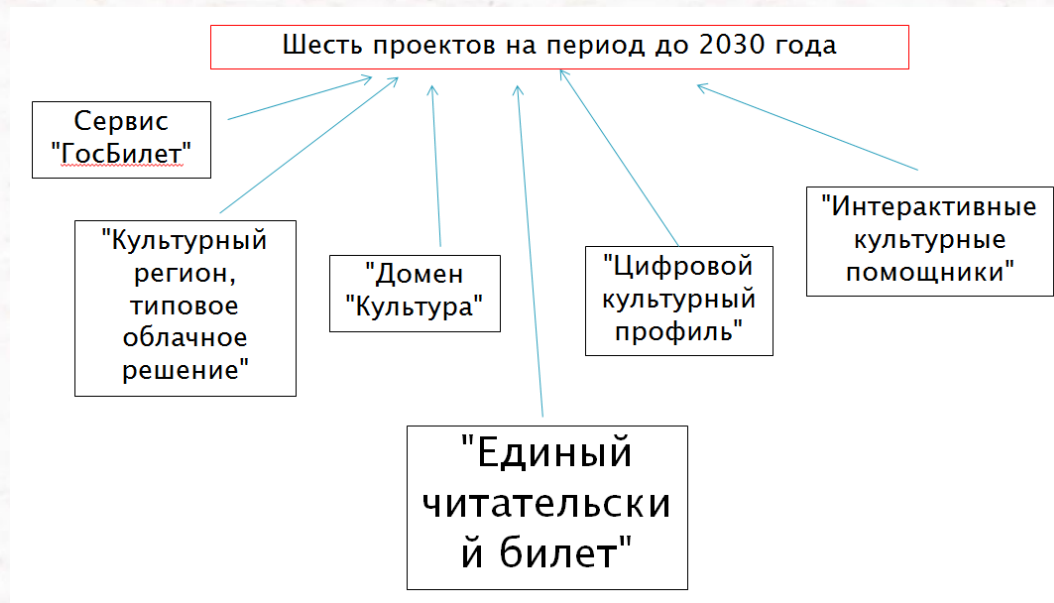 Шесть проектов на период до 2030 года
Сервис
"ГосБилет"
"Культурный
регион,
типовое
облачное
решение"
"Домен
"Культура"
"Единый
читательски
й билет"
"Цифровой
культурный
профиль"
"Интерактивные
культурные
помощники"